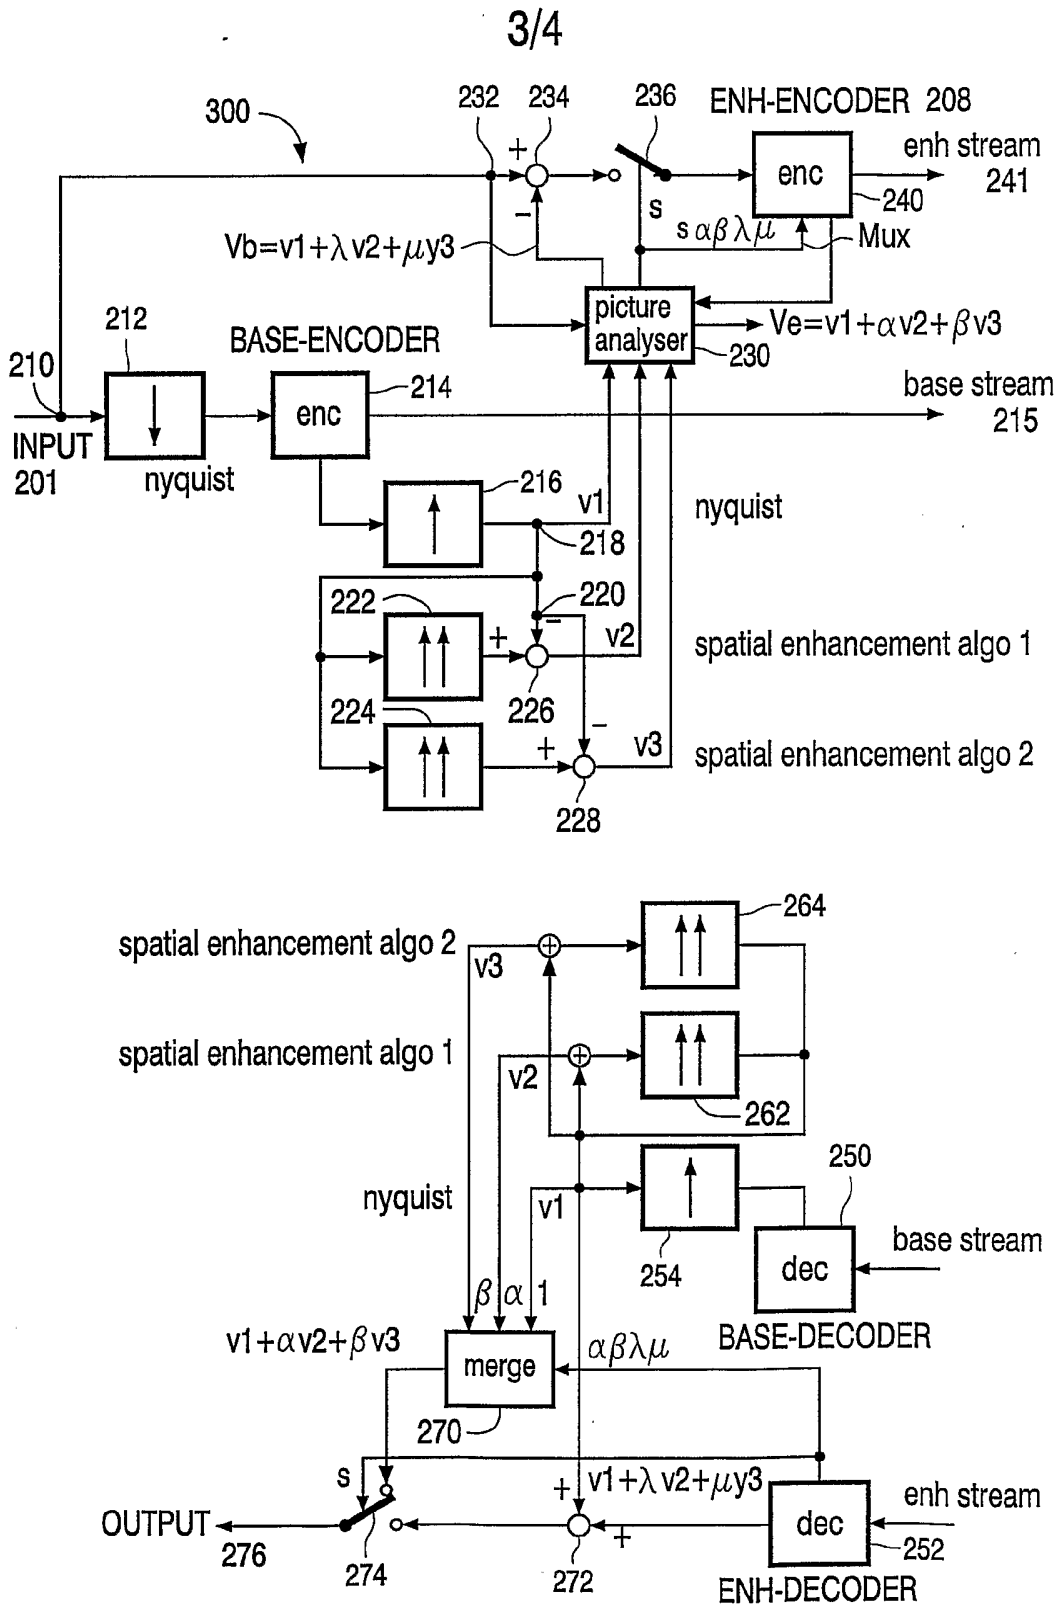 3/4
232 234 236 ENH-ENCODER 208
300
enh stream
241
+
enc
240
−
s
s α β λ μ
Mux
Vb=v1+λv2+μy3
picture
analyser
230
Ve=v1+αv2+βv3
212
BASE-ENCODER
210
214
enc
base stream
215
INPUT
201
nyquist
216
v1
nyquist
218
222
220
−
+
v2
spatial enhancement algo 1
226
224
−
+
v3
spatial enhancement algo 2
228
264
spatial enhancement algo 2
+
v3
spatial enhancement algo 1
+
v2
262
250
nyquist
v1
base stream
254
dec
β α 1
BASE-DECODER
v1+αv2+βv3
merge
αβλμ
270
s
+
v1+λv2+μy3
enh stream
OUTPUT
+
dec
276
274
272
252
ENH-DECODER